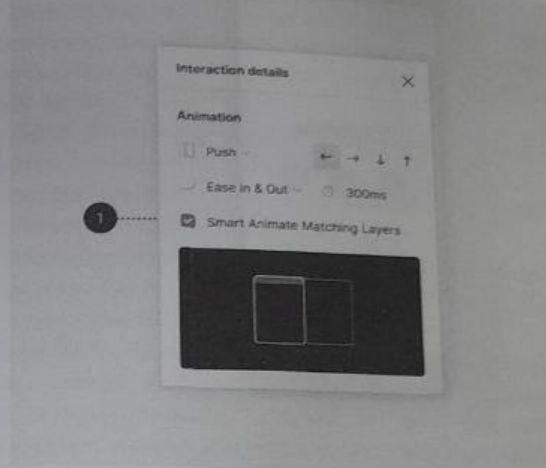 Interaction details
Animation
Push
← → ↓ ↑
Ease In & Out
300ms
1
Smart Animate Matching Layers